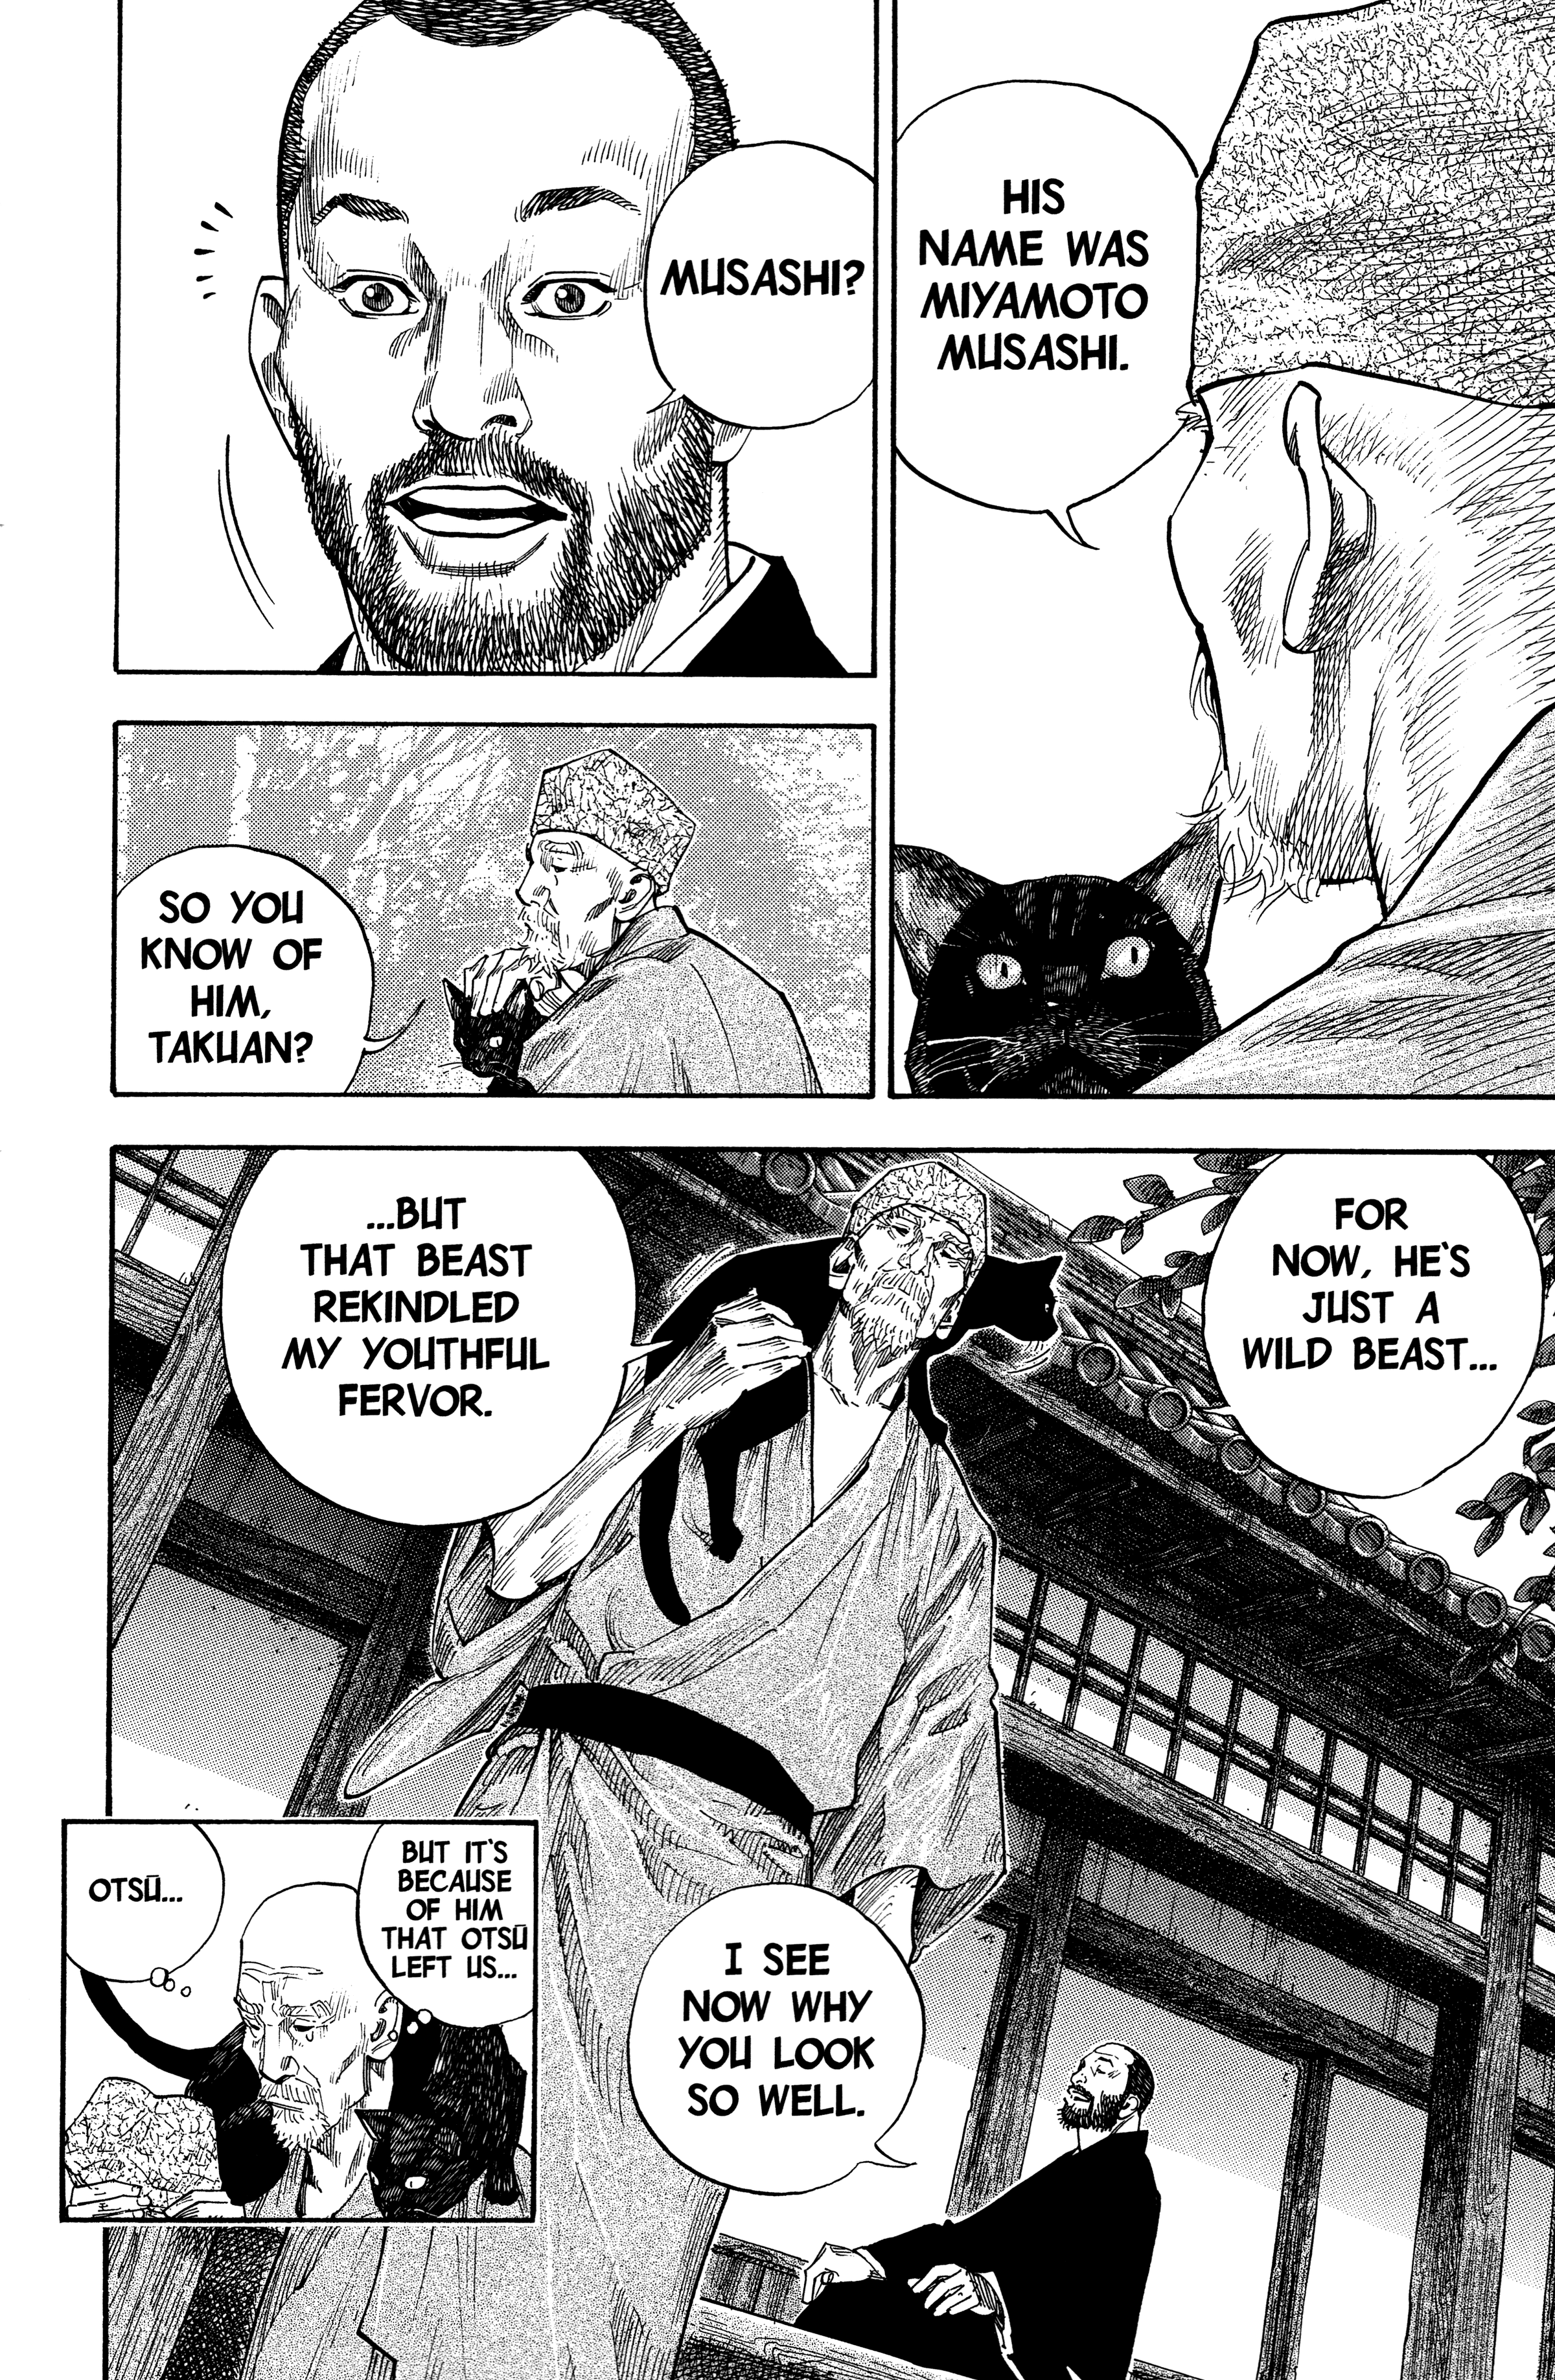 HIS
NAME WAS
MIYAMOTO
MUSASHI.
MUSASHI?
SO YOU
KNOW OF
HIM,
TAKUAN?
FOR
NOW, HE'S
JUST A
WILD BEAST...
...BUT
THAT BEAST
REKINDLED
MY YOUTHFUL
FERVOR.
I SEE
NOW WHY
YOU LOOK
SO WELL.
BUT IT'S
BECAUSE
OF HIM
THAT OTSŪ
LEFT US...
OTSŪ...